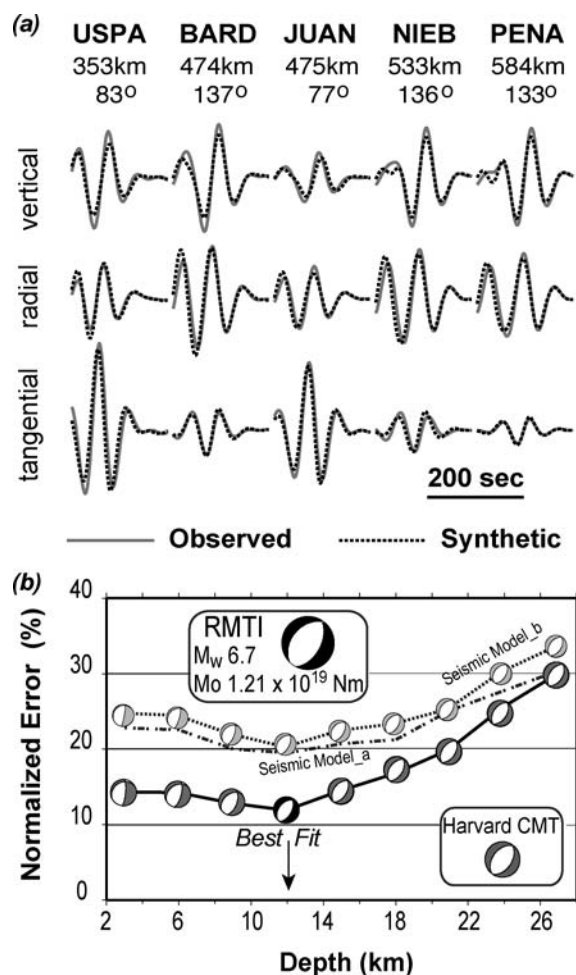 (a)
USPA BARD JUAN NIEB PENA
353km 474km 475km 533km 584km
83º 137º 77º 136º 133º
vertical
radial
tangential
200 sec
Observed Synthetic
(b)
Normalized Error (%)
40
30
20
10
0
RMTI
Mw 6.7
Mo 1.21 x 10¹⁹ Nm
Seismic Model_b
Seismic Model_a
Best Fit
Harvard CMT
2 6 10 14 18 22 26
Depth (km)